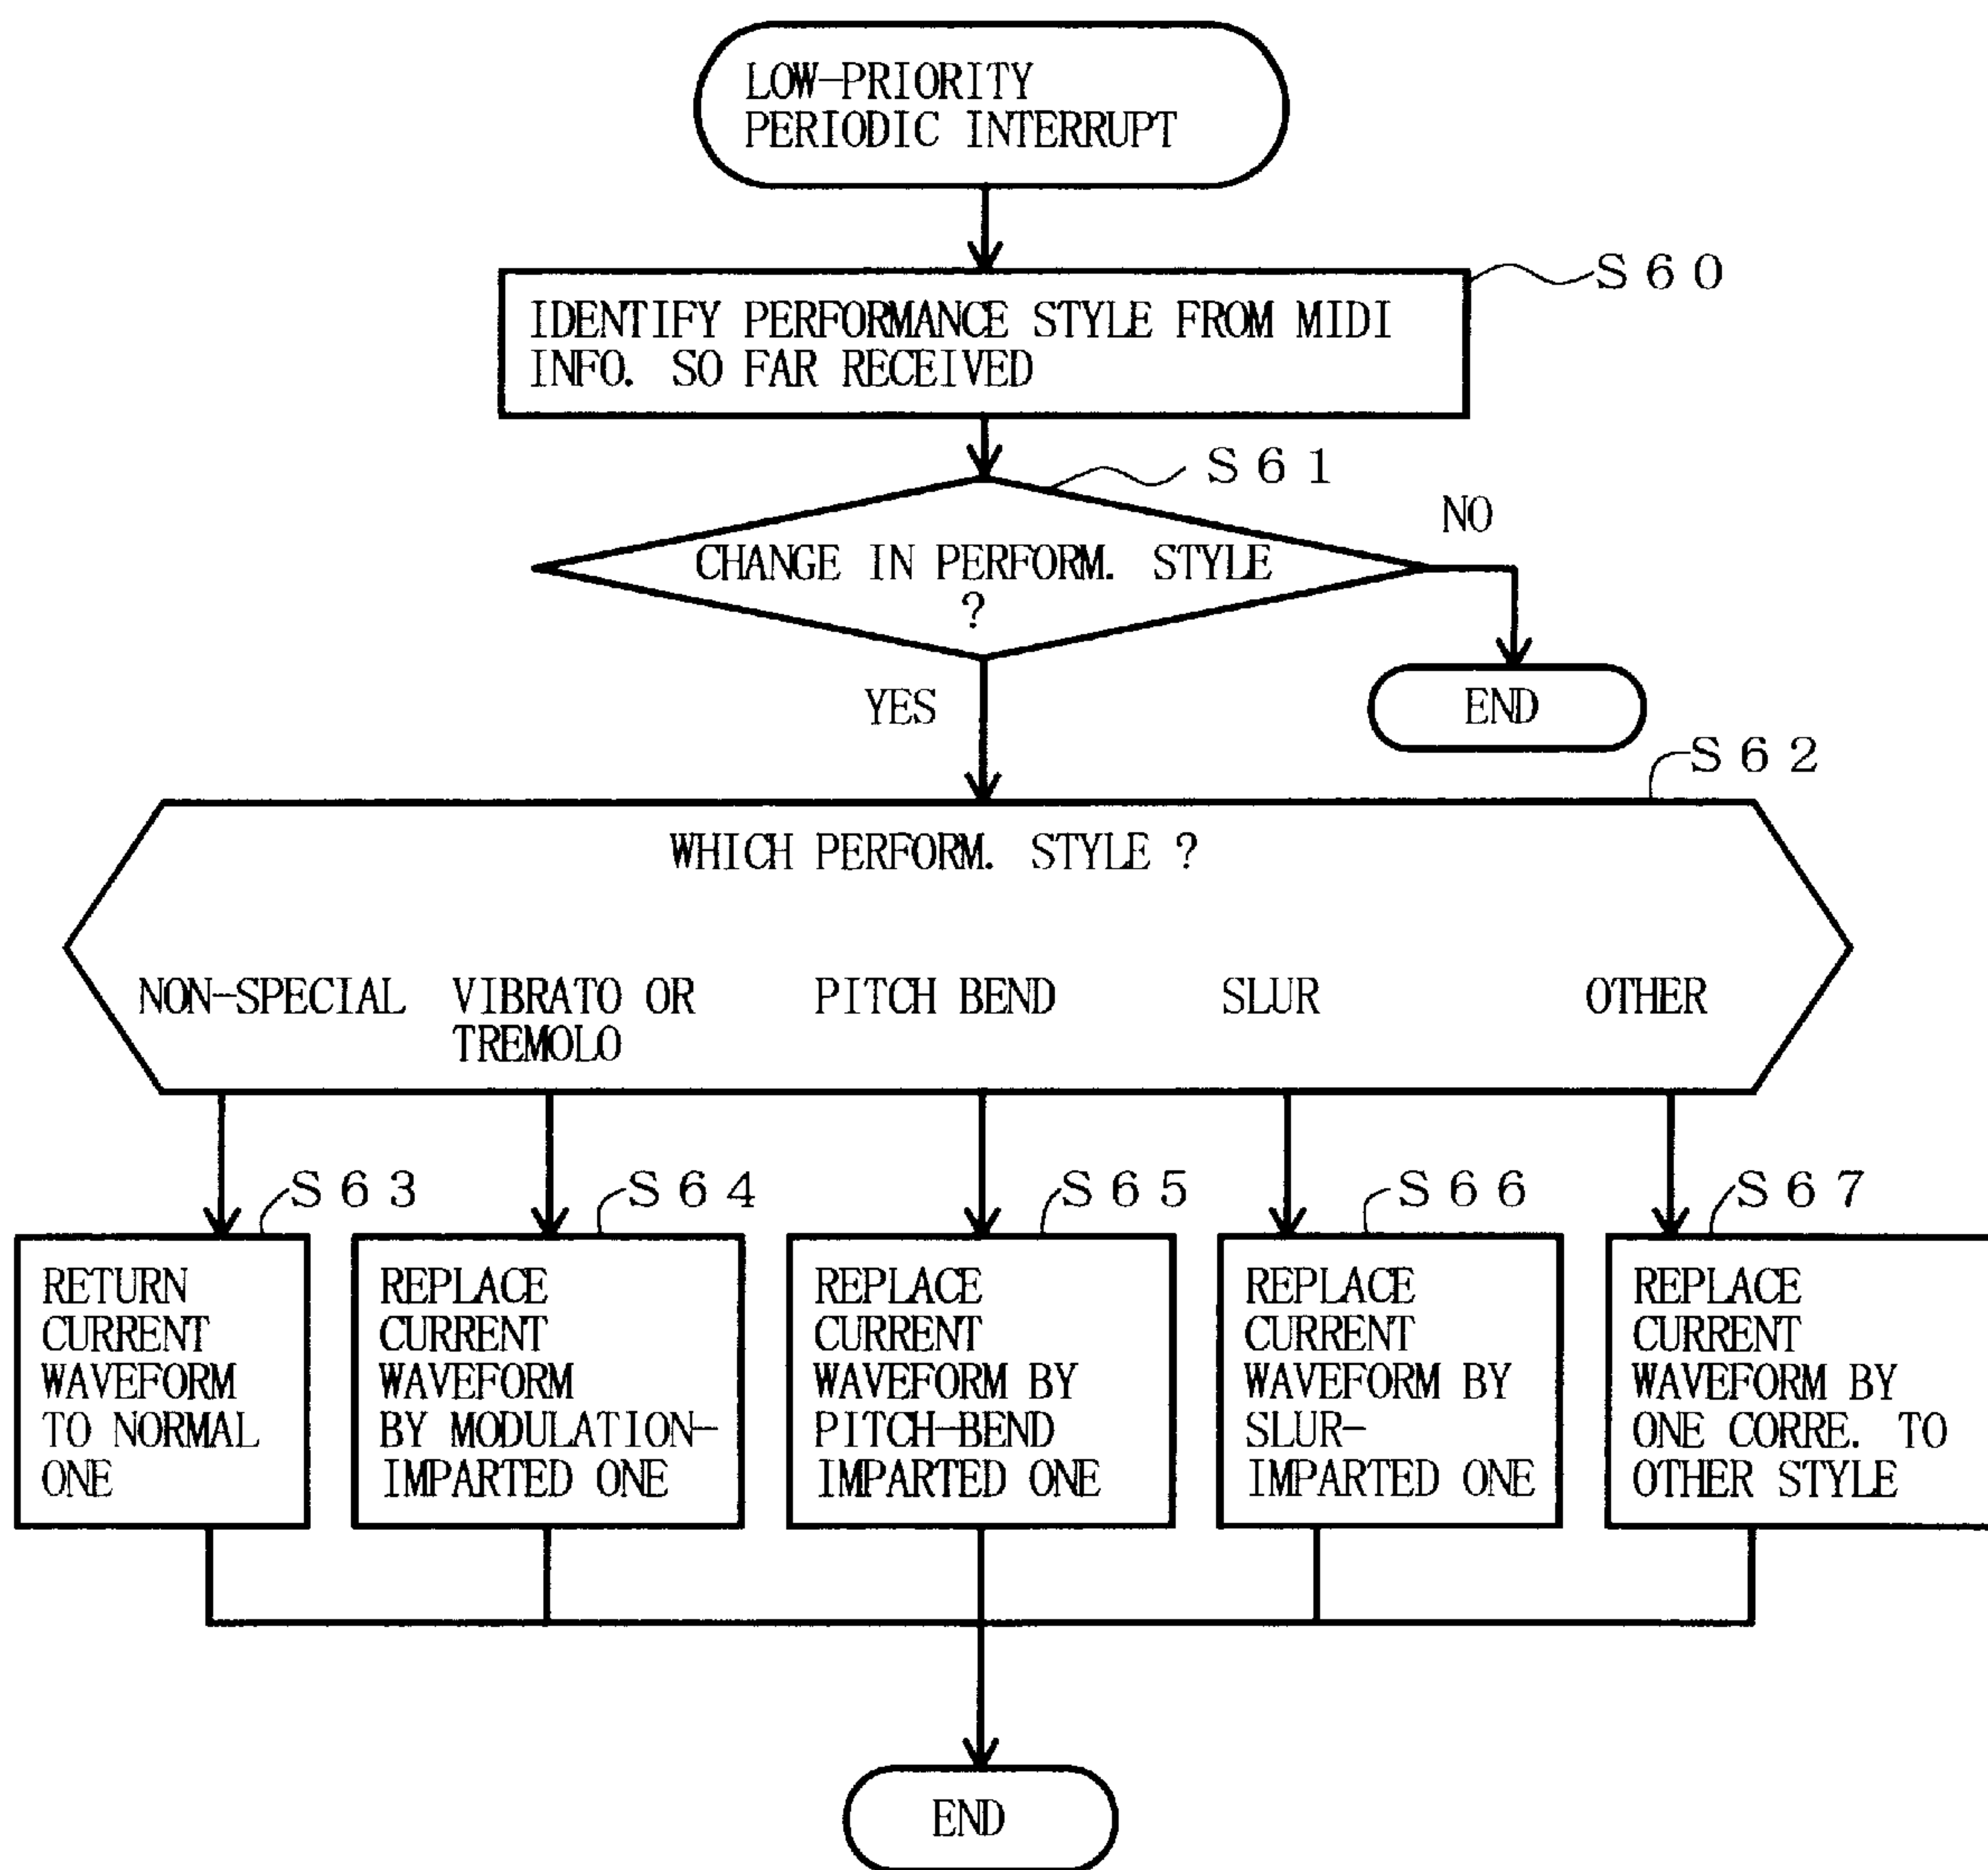 LOW-PRIORITY
PERIODIC INTERRUPT
S60
IDENTIFY PERFORMANCE STYLE FROM MIDI
INFO. SO FAR RECEIVED
S61
NO
CHANGE IN PERFORM. STYLE
?
END
YES
S62
WHICH PERFORM. STYLE ?
NON-SPECIAL
VIBRATO OR
TREMOLO
PITCH BEND
SLUR
OTHER
S63
S64
S65
S66
S67
RETURN
CURRENT
WAVEFORM
TO NORMAL
ONE
REPLACE
CURRENT
WAVEFORM
BY MODULATION-
IMPARTED ONE
REPLACE
CURRENT
WAVEFORM BY
PITCH-BEND
IMPARTED ONE
REPLACE
CURRENT
WAVEFORM BY
SLUR-
IMPARTED ONE
REPLACE
CURRENT
WAVEFORM BY
ONE CORRE. TO
OTHER STYLE
END